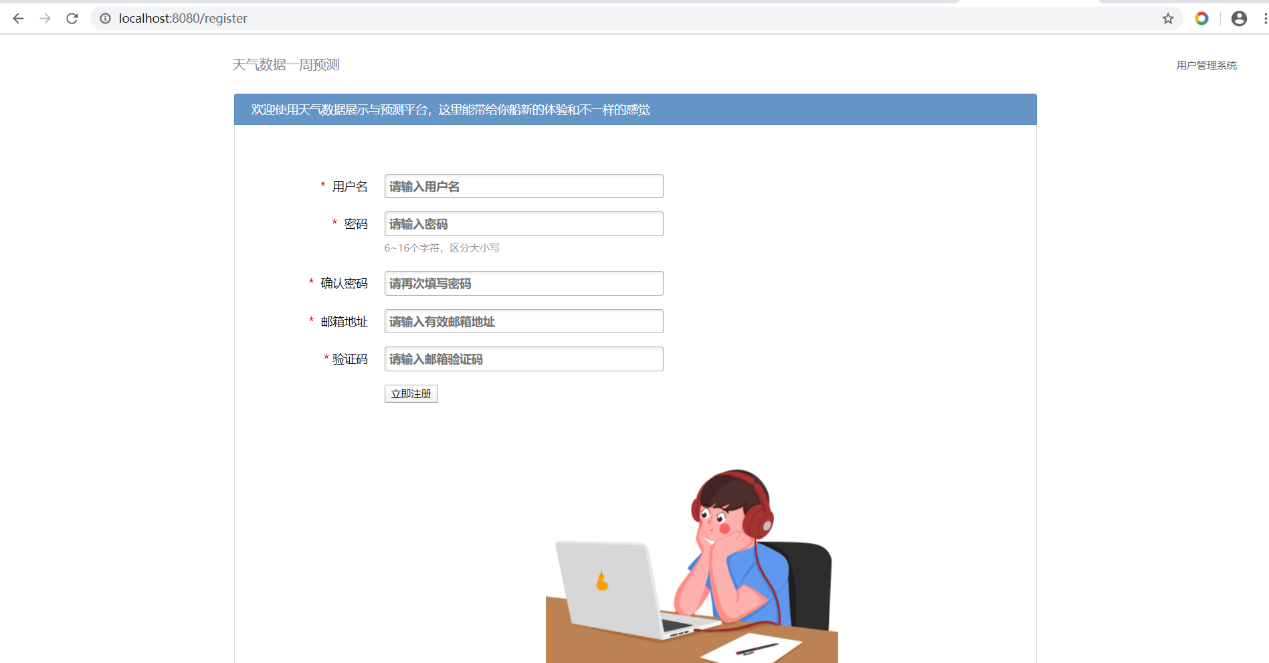 localhost:8080/register
天气数据一周预测
用户管理系统
欢迎使用天气数据展示与预测平台，这里能带给你船新的体验和不一样的感觉
* 用户名 请输入用户名
* 密码 请输入密码
6~16个字符，区分大小写
* 确认密码 请再次填写密码
* 邮箱地址 请输入有效邮箱地址
* 验证码 请输入邮箱验证码
立即注册